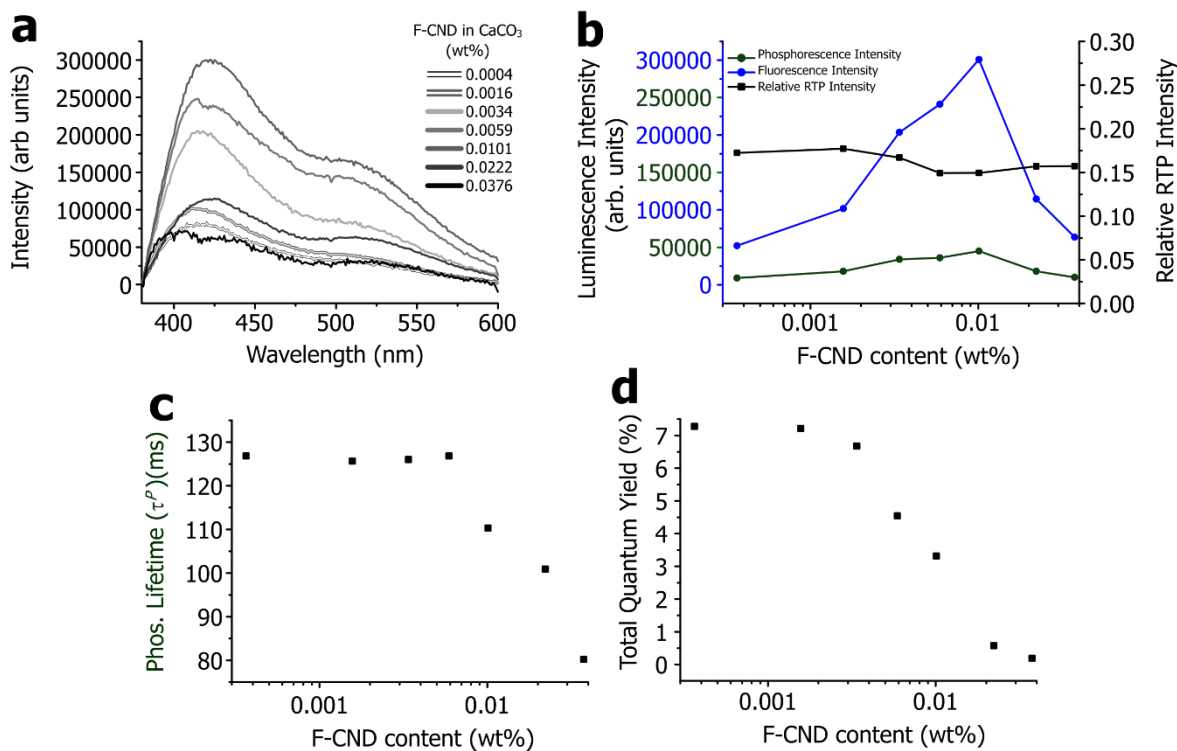 a
F-CND in CaCO₃
(wt%)
0.0004
0.0016
0.0034
0.0059
0.0101
0.0222
0.0376
300000
250000
200000
150000
100000
50000
0
Intensity (arb units)
400 450 500 550 600
Wavelength (nm)
b
Phosphorescence Intensity
Fluorescence Intensity
Relative RTP Intensity
300000
250000
200000
150000
100000
50000
0
Luminescence Intensity
(arb. units)
0.30
0.25
0.20
0.15
0.10
0.05
0.00
Relative RTP Intensity
0.001 0.01
F-CND content (wt%)
c
130
120
110
100
90
80
Phos. Lifetime (τᴾ)(ms)
0.001 0.01
F-CND content (wt%)
d
7
6
5
4
3
2
1
0
Total Quantum Yield (%)
0.001 0.01
F-CND content (wt%)